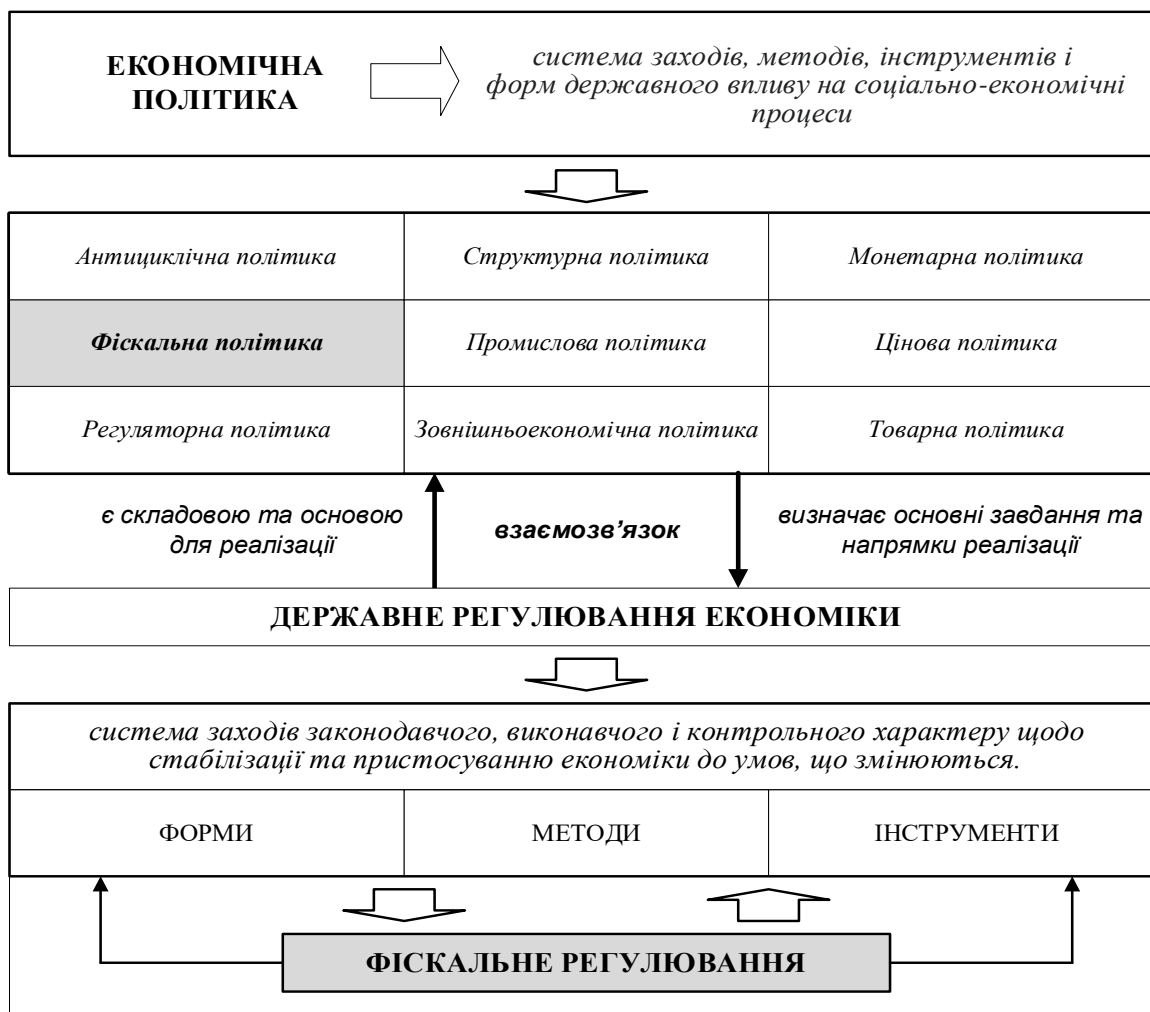 ЕКОНОМІЧНА
ПОЛІТИКА
система заходів, методів, інструментів і
форм державного впливу на соціально-економічні
процеси
Антициклічна політика
Структурна політика
Монетарна політика
Фіскальна політика
Промислова політика
Цінова політика
Регуляторна політика
Зовнішньоекономічна політика
Товарна політика
є складовою та основою
для реалізації
взаємозв’язок
визначає основні завдання та
напрямки реалізації
ДЕРЖАВНЕ РЕГУЛЮВАННЯ ЕКОНОМІКИ
система заходів законодавчого, виконавчого і контрольного характеру щодо
стабілізації та пристосуванню економіки до умов, що змінюються.
ФОРМИ
МЕТОДИ
ІНСТРУМЕНТИ
ФІСКАЛЬНЕ РЕГУЛЮВАННЯ